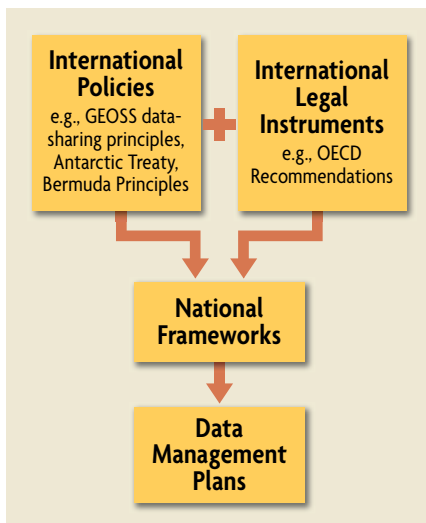 International
Policies
e.g., GEOSS data-
sharing principles,
Antarctic Treaty,
Bermuda Principles
International
Legal
Instruments
e.g., OECD
Recommendations
National
Frameworks
Data
Management
Plans